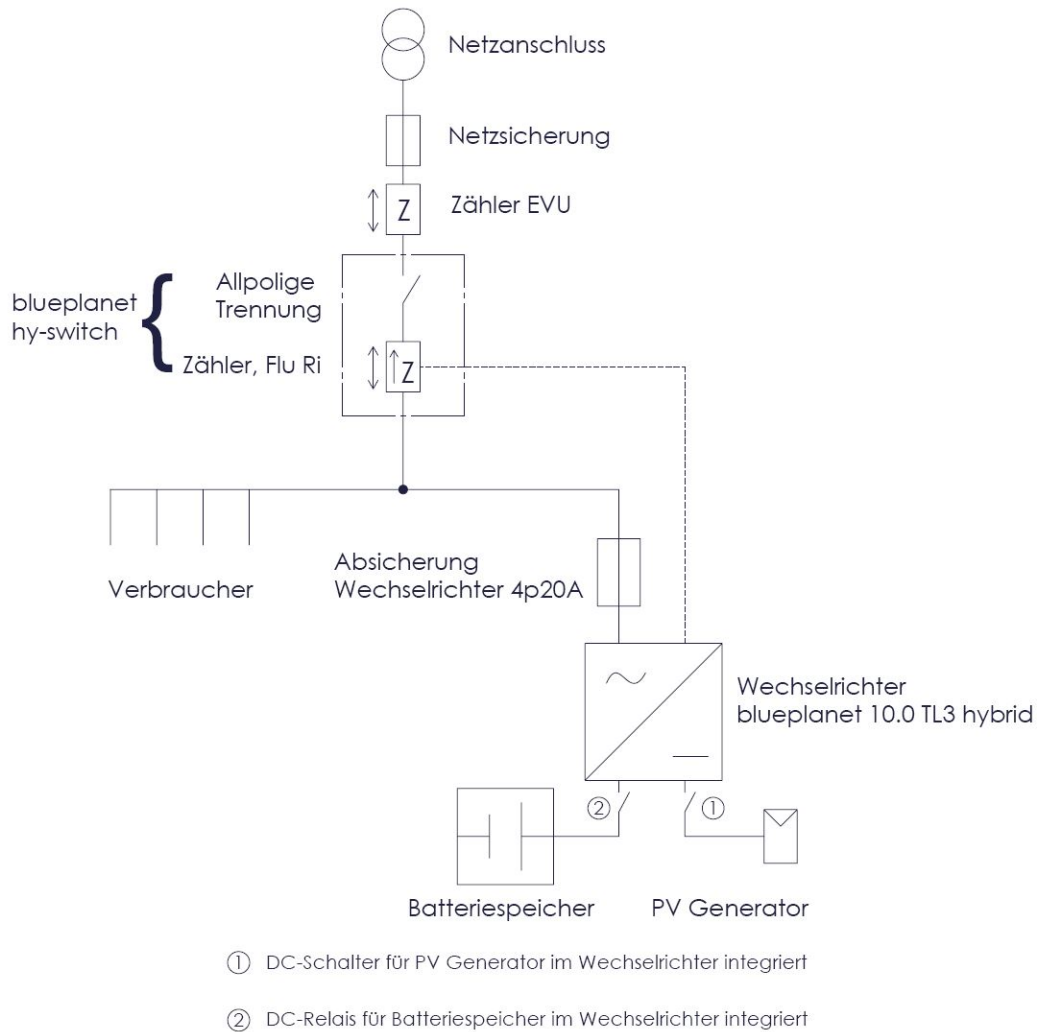 Netzanschluss
Netzsicherung
Zähler EVU
Z
blueplanet
hy-switch
{
Allpolige
Trennung
Zähler, Flu Ri
Z
Verbraucher
Absicherung
Wechselrichter 4p20A
Wechselrichter
blueplanet 10.0 TL3 hybrid
②
①
Batteriespeicher
PV Generator
① DC-Schalter für PV Generator im Wechselrichter integriert
② DC-Relais für Batteriespeicher im Wechselrichter integriert